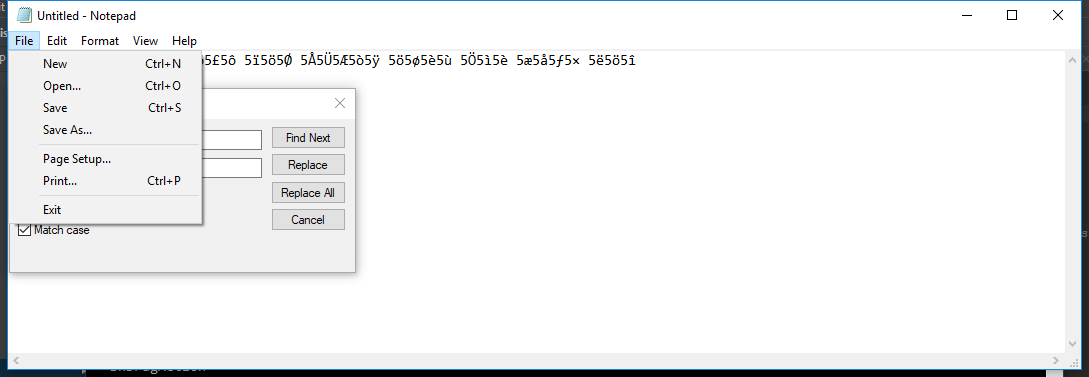 Untitled - Notepad
File Edit Format View Help
5£5ô 5ï5ö5Ø 5Å5Ü5Æ5ò5ÿ 5ö5ø5è5ù 5Ö5ì5è 5æ5å5ƒ5× 5ë5ö5î
New Ctrl+N
Open... Ctrl+O
Save Ctrl+S
Save As...
Page Setup...
Print... Ctrl+P
Exit
Find Next
Replace
Replace All
Cancel
Match case